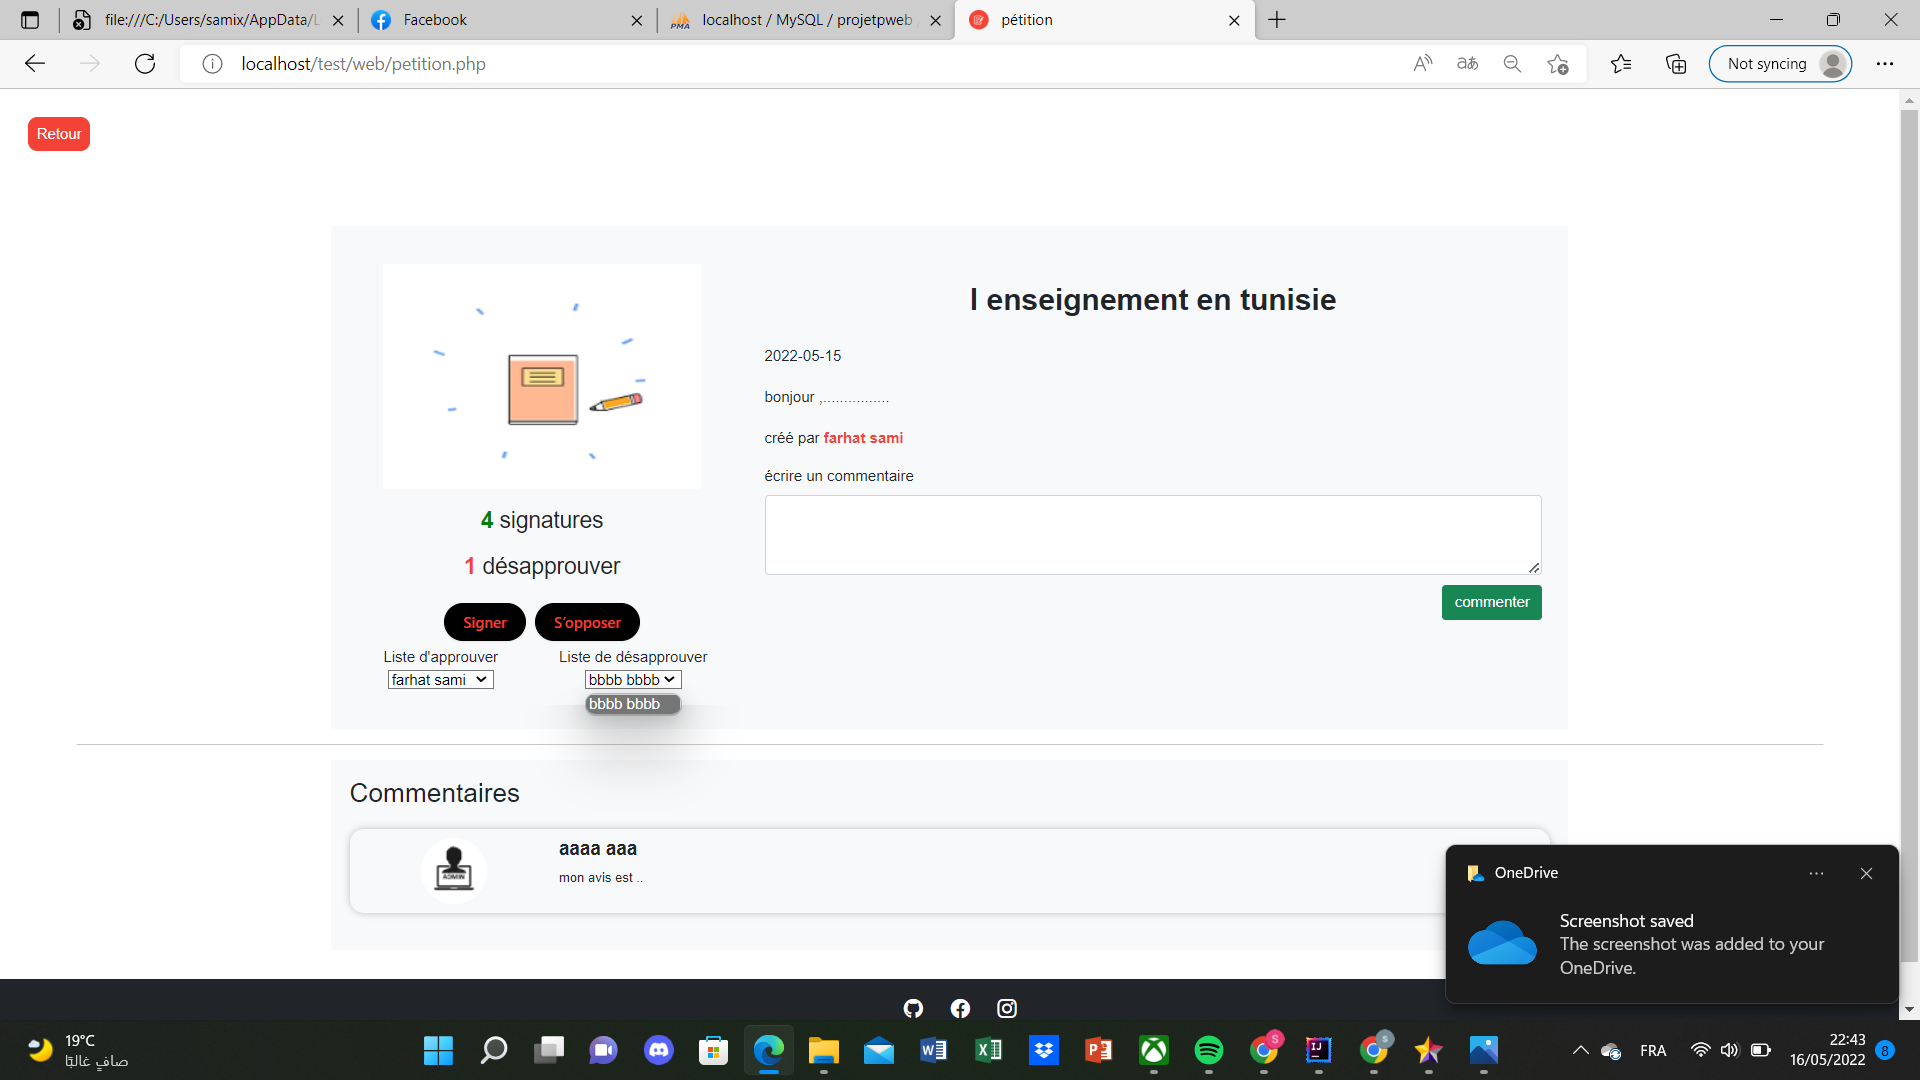 file:///C:/Users/samix/AppData/L
Facebook
localhost / MySQL / projetpweb
pétition
localhost/test/web/petition.php
Not syncing
Retour
l enseignement en tunisie
2022-05-15
bonjour ,................
créé par farhat sami
écrire un commentaire
4 signatures
1 désapprouver
commenter
Signer
S'opposer
Liste d'approuver
Liste de désapprouver
farhat sami
bbbb bbbb
bbbb bbbb
Commentaires
aaaa aaa
mon avis est ..
ADMIN
OneDrive
Screenshot saved
The screenshot was added to your
OneDrive.
19°C
صافٍ غالبًا
FRA
22:43
16/05/2022
8